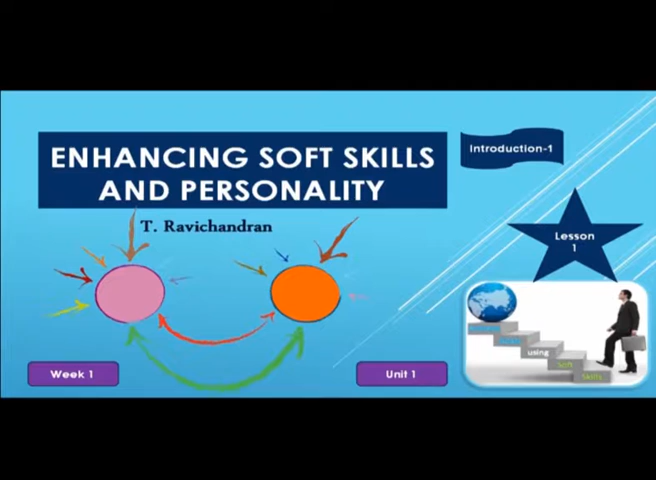 ENHANCING SOFT SKILLS
AND PERSONALITY
T. Ravichandran
Introduction-1
Lesson
1
using
Soft
Skills
Week 1
Unit 1